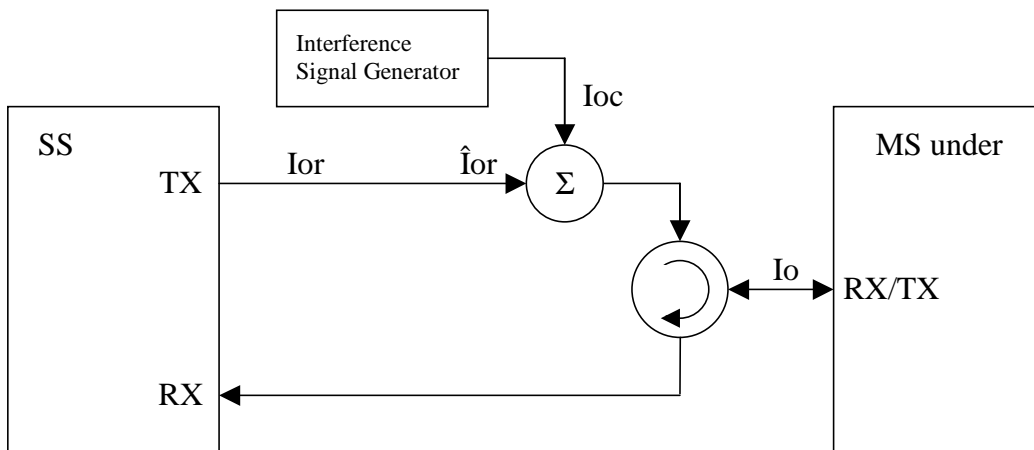 Interference
Signal Generator
Ioc
SS
MS under
TX
Ior
Îor
Σ
Io
RX/TX
RX